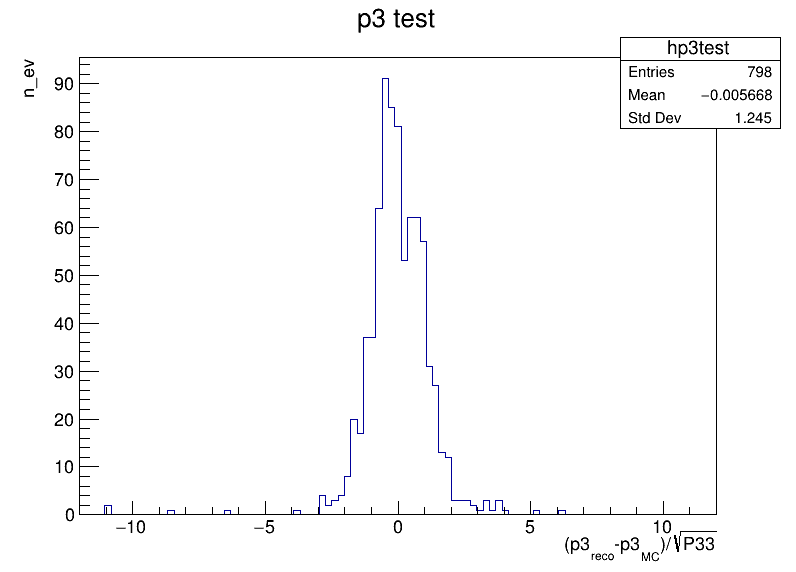 p3 test
hp3test
Entries 798
Mean −0.005668
Std Dev 1.245
n_ev
90
80
70
60
50
40
30
20
10
0
−10 −5 0 5 10
(p3reco-p3MC)/√P33